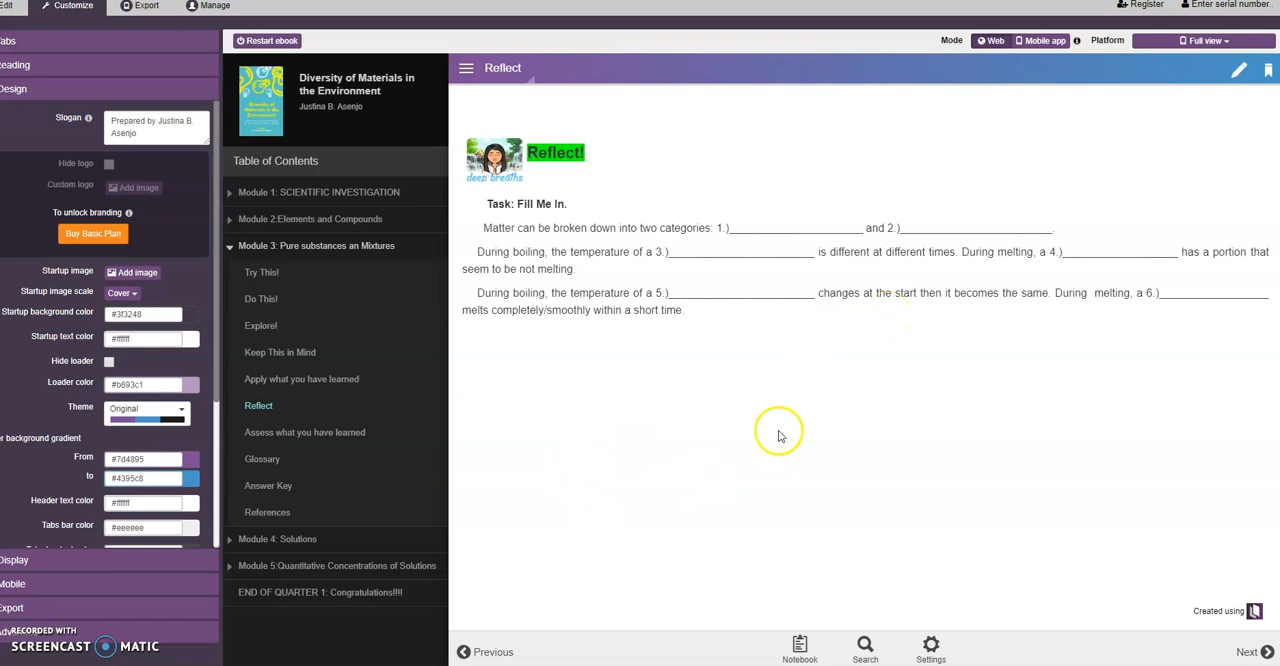 Edit
Customize
Export
Manage
Register
Enter serial number..
Tabs
Reading
Design
Slogan
Prepared by Justina B.
Asenjo
Hide logo
Custom logo
Add image
To unlock branding
Buy Basic Plan
Startup image
Add image
Startup image scale
Cover
Startup background color
#3f3248
Startup text color
#ffffff
Hide loader
Loader color
#b693c1
Theme
Original
er background gradient
From
#7d4895
to
#4395c8
Header text color
#ffffff
Tabs bar color
#eeeeee
Display
Mobile
Export
RECORDED WITH
SCREENCAST MATIC
Restart ebook
Mode
Web
Mobile app
Platform
Full view
Diversity of Materials in
the Environment
Justina B. Asenjo
Table of Contents
Module 1: SCIENTIFIC INVESTIGATION
Module 2:Elements and Compounds
Module 3: Pure substances an Mixtures
Try This!
Do This!
Explore!
Keep This in Mind
Apply what you have learned
Reflect
Assess what you have learned
Glossary
Answer Key
References
Module 4: Solutions
Module 5:Quantitative Concentrations of Solutions
END OF QUARTER 1: Congratulations!!!!
Reflect
deep breaths
Reflect!
Task: Fill Me In.
Matter can be broken down into two categories: 1.)______________________ and 2.)_________________________.
During boiling, the temperature of a 3.)________________________ is different at different times. During melting, a 4.)___________________ has a portion that
seem to be not melting.
During boiling, the temperature of a 5.)________________________ changes at the start then it becomes the same. During melting, a 6.)__________________
melts completely/smoothly within a short time.
Created using
Previous
Notebook
Search
Settings
Next